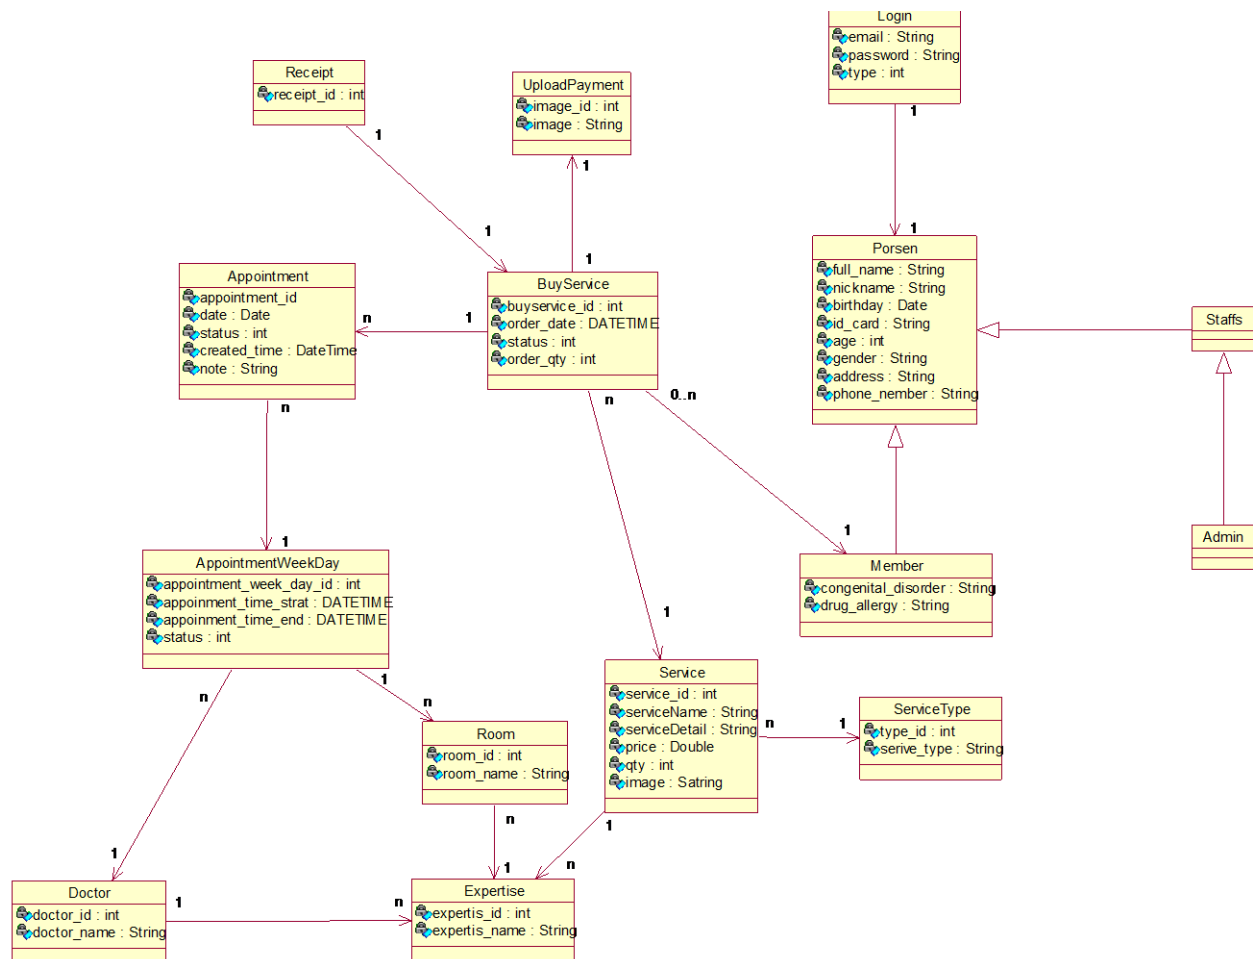 Login
email : String
password : String
type : int
1
1
Receipt
receipt_id : int
1
1
UploadPayment
image_id : int
image : String
1
1
Porsen
full_name : String
nickname : String
birthday : Date
id_card : String
age : int
gender : String
address : String
phone_nember : String
Appointment
appointment_id
date : Date
status : int
created_time : DateTime
note : String
n
1
BuyService
buyservice_id : int
order_date : DATETIME
status : int
order_qty : int
n
0..n
Staffs
n
1
1
1
Admin
AppointmentWeekDay
appointment_week_day_id : int
appoinment_time_strat : DATETIME
appoinment_time_end : DATETIME
status : int
n
1
n
Member
congenital_disorder : String
drug_allergy : String
Service
service_id : int
serviceName : String
serviceDetail : String
price : Double
qty : int
image : Satring
n
1
ServiceType
type_id : int
serive_type : String
Room
room_id : int
room_name : String
n
1
1
n
1
Doctor
doctor_id : int
doctor_name : String
1
n
Expertise
expertis_id : int
expertis_name : String